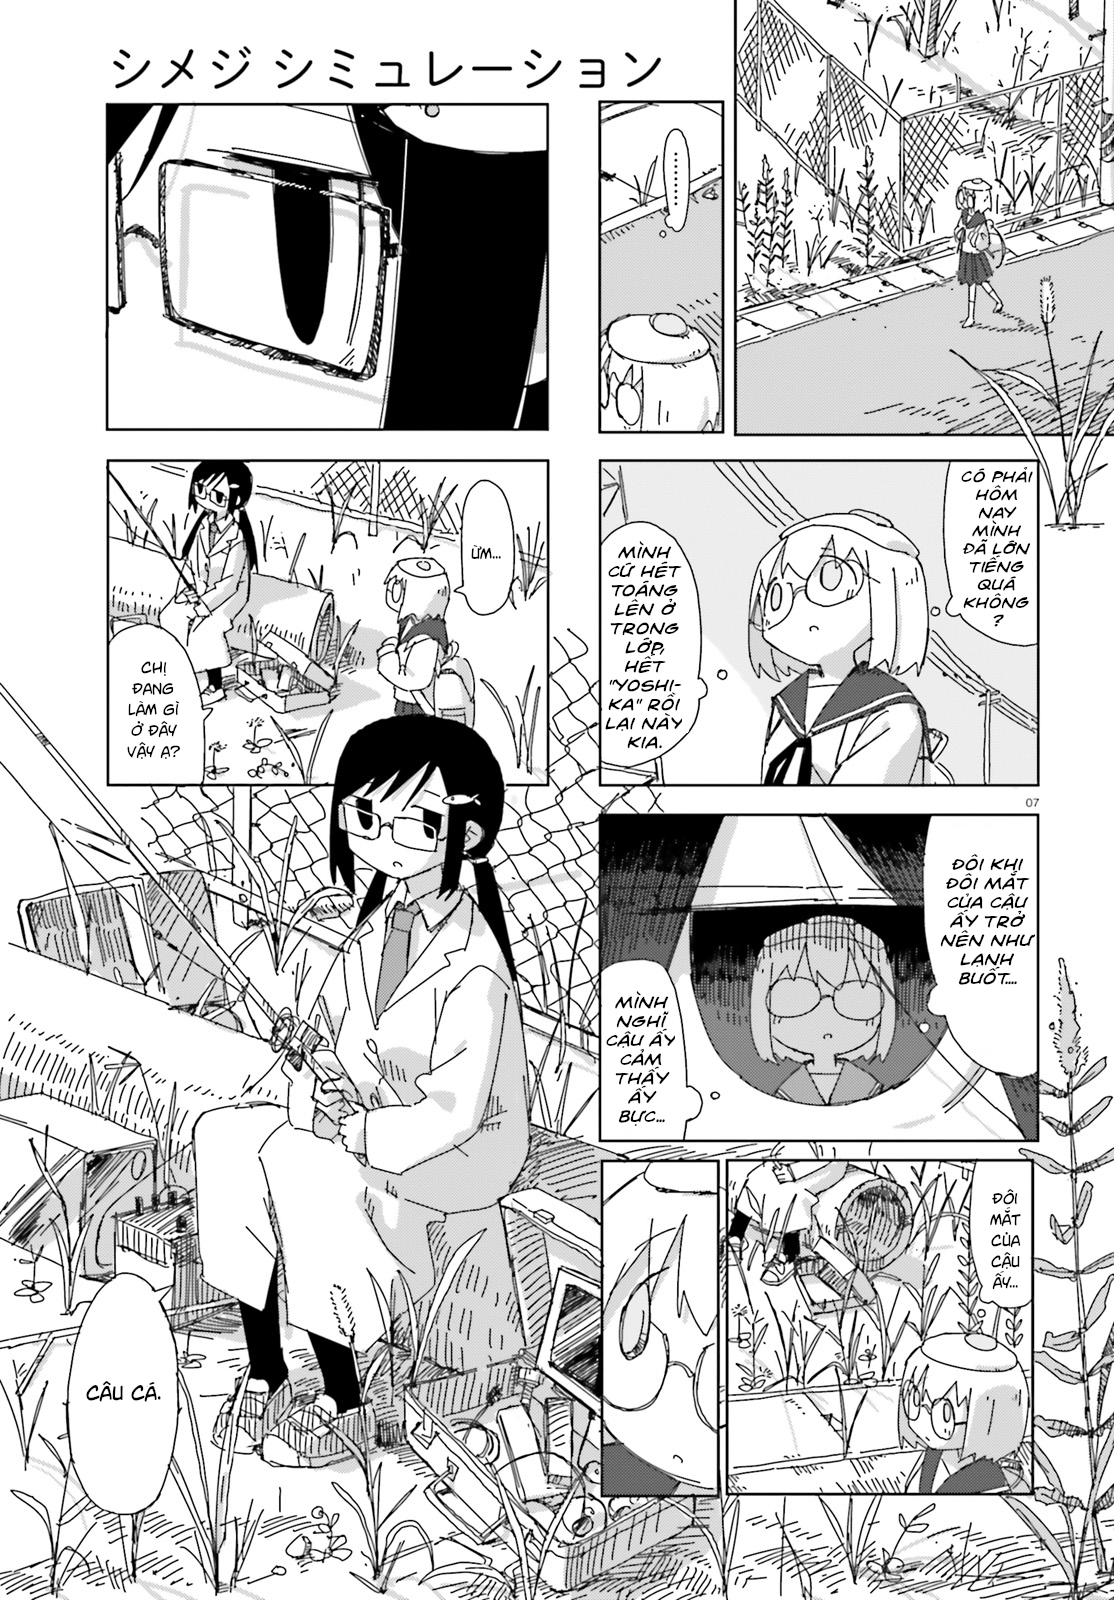 シメジ シミュレーション
………
CÓ PHẢI
HÔM
NAY
MÌNH
ĐÃ LỚN
TIẾNG
QUÁ
KHÔNG
?
MÌNH
CỨ HÉT
TOÁNG
LÊN Ở
TRONG
LỚP,
HẾT
"YOSHI-
KA" RỒI
LẠI NÀY
KIA.
07
ĐÔI KHI
ĐÔI MẮT
CỦA CẬU
ẤY TRỞ
NÊN NHƯ
LẠNH
BUỐT...
MÌNH
NGHĨ
CẬU ẤY
CẢM
THẤY
ÁY
BỰC...
ĐÔI
MẮT
CỦA
CẬU
ẤY...
ỪM...
CHỊ
ĐANG
LÀM GÌ
Ở ĐÂY
VẬY Ạ?
CÂU CÁ.